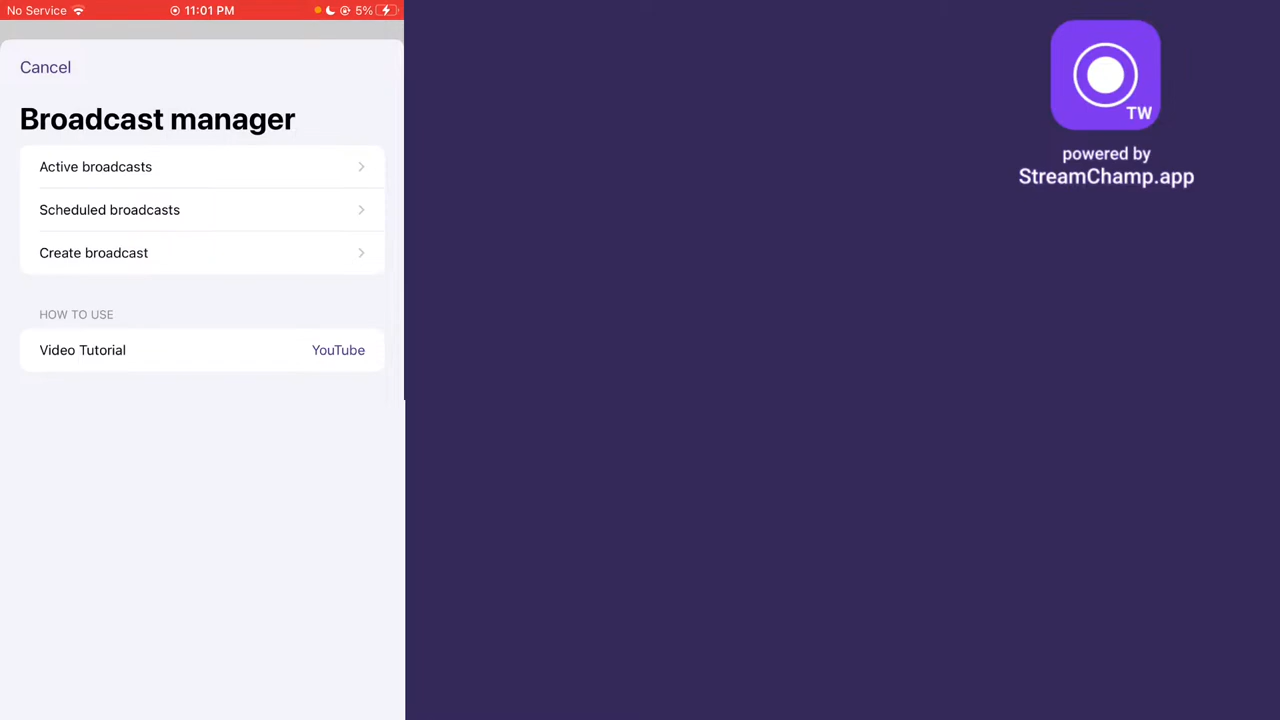 No Service 11:01 PM 5%
Cancel
Broadcast manager
Active broadcasts
Scheduled broadcasts
Create broadcast
HOW TO USE
Video Tutorial YouTube
TW
powered by
StreamChamp.app